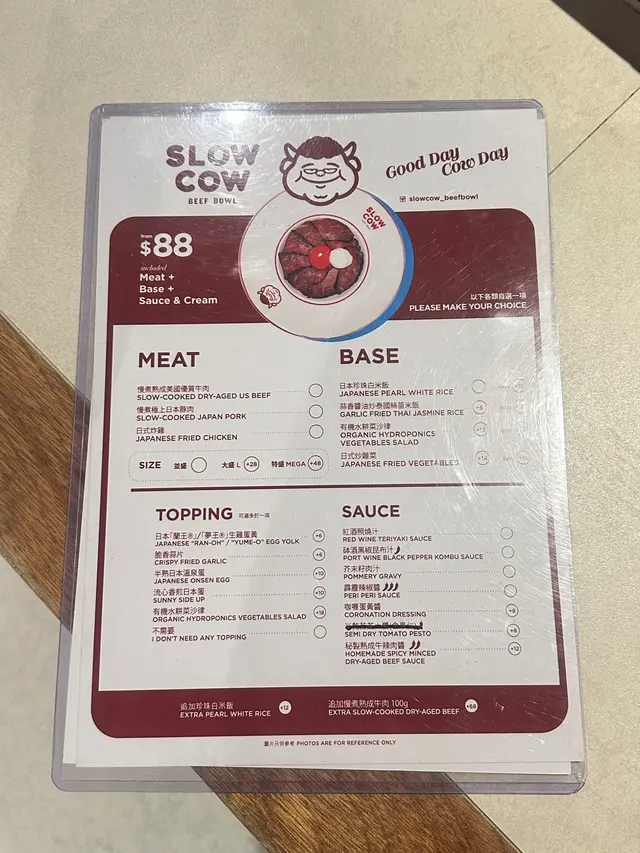 SLOW
COW
BEEF BOWL
Good Day
Cow Day
slowcow_beefbowl
SLOW
COW
from
$88
included
Meat +
Base +
Sauce & Cream
以下各類自選一項
PLEASE MAKE YOUR CHOICE
MEAT
慢煮熟成美國優質牛肉
SLOW-COOKED DRY-AGED US BEEF
慢煮極上日本豚肉
SLOW-COOKED JAPAN PORK
日式炸雞
JAPANESE FRIED CHICKEN
SIZE 並盛 大盛 L +28 特盛 MEGA +48
BASE
日本珍珠白米飯
JAPANESE PEARL WHITE RICE
蒜香醬油炒泰國絲苗米飯
GARLIC FRIED THAI JASMINE RICE +6
有機水耕菜沙律
ORGANIC HYDROPONICS
VEGETABLES SALAD
日式炒雜菜
JAPANESE FRIED VEGETABLES +14
TOPPING 可選多於一項
日本「蘭王®」/「夢王®」生雞蛋黃
JAPANESE "RAN-OH" / "YUME-O" EGG YOLK +6
脆香蒜片
CRISPY FRIED GARLIC +6
半熟日本溫泉蛋
JAPANESE ONSEN EGG +10
流心香煎日本蛋
SUNNY SIDE UP +10
有機水耕菜沙律
ORGANIC HYDROPONICS VEGETABLES SALAD +18
不需要
I DON'T NEED ANY TOPPING
SAUCE
紅酒照燒汁
RED WINE TERIYAKI SAUCE
砵酒黑椒昆布汁
PORT WINE BLACK PEPPER KOMBU SAUCE
芥末籽肉汁
POMMERY GRAVY
霹靂辣椒醬
PERI PERI SAUCE
咖喱蛋黃醬
CORONATION DRESSING +8
SEMI DRY TOMATO PESTO +8
秘製熟成牛辣肉醬
HOMEMADE SPICY MINCED +12
DRY-AGED BEEF SAUCE
追加珍珠白米飯
EXTRA PEARL WHITE RICE +12
追加慢煮熟成牛肉 100g
EXTRA SLOW-COOKED DRY-AGED BEEF +68
圖片只供參考 PHOTOS ARE FOR REFERENCE ONLY